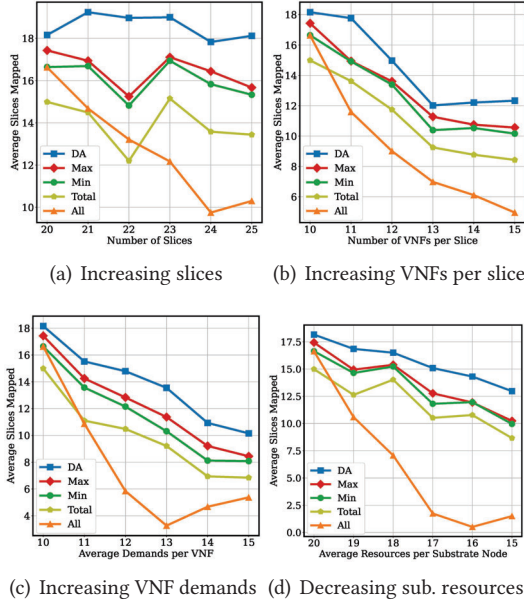 18
16
14
12
10
Average Slices Mapped
DA
Max
Min
Total
All
20 21 22 23 24 25
Number of Slices
(a) Increasing slices
18
16
14
12
10
8
6
Average Slices Mapped
DA
Max
Min
Total
All
10 11 12 13 14 15
Number of VNFs per Slice
(b) Increasing VNFs per slice
18
16
14
12
10
8
6
4
Average Slices Mapped
DA
Max
Min
Total
All
10 11 12 13 14 15
Average Demands per VNF
(c) Increasing VNF demands
17.5
15.0
12.5
10.0
7.5
5.0
2.5
0.0
Average Slices Mapped
DA
Max
Min
Total
All
20 19 18 17 16 15
Average Resources per Substrate Node
(d) Decreasing sub. resources